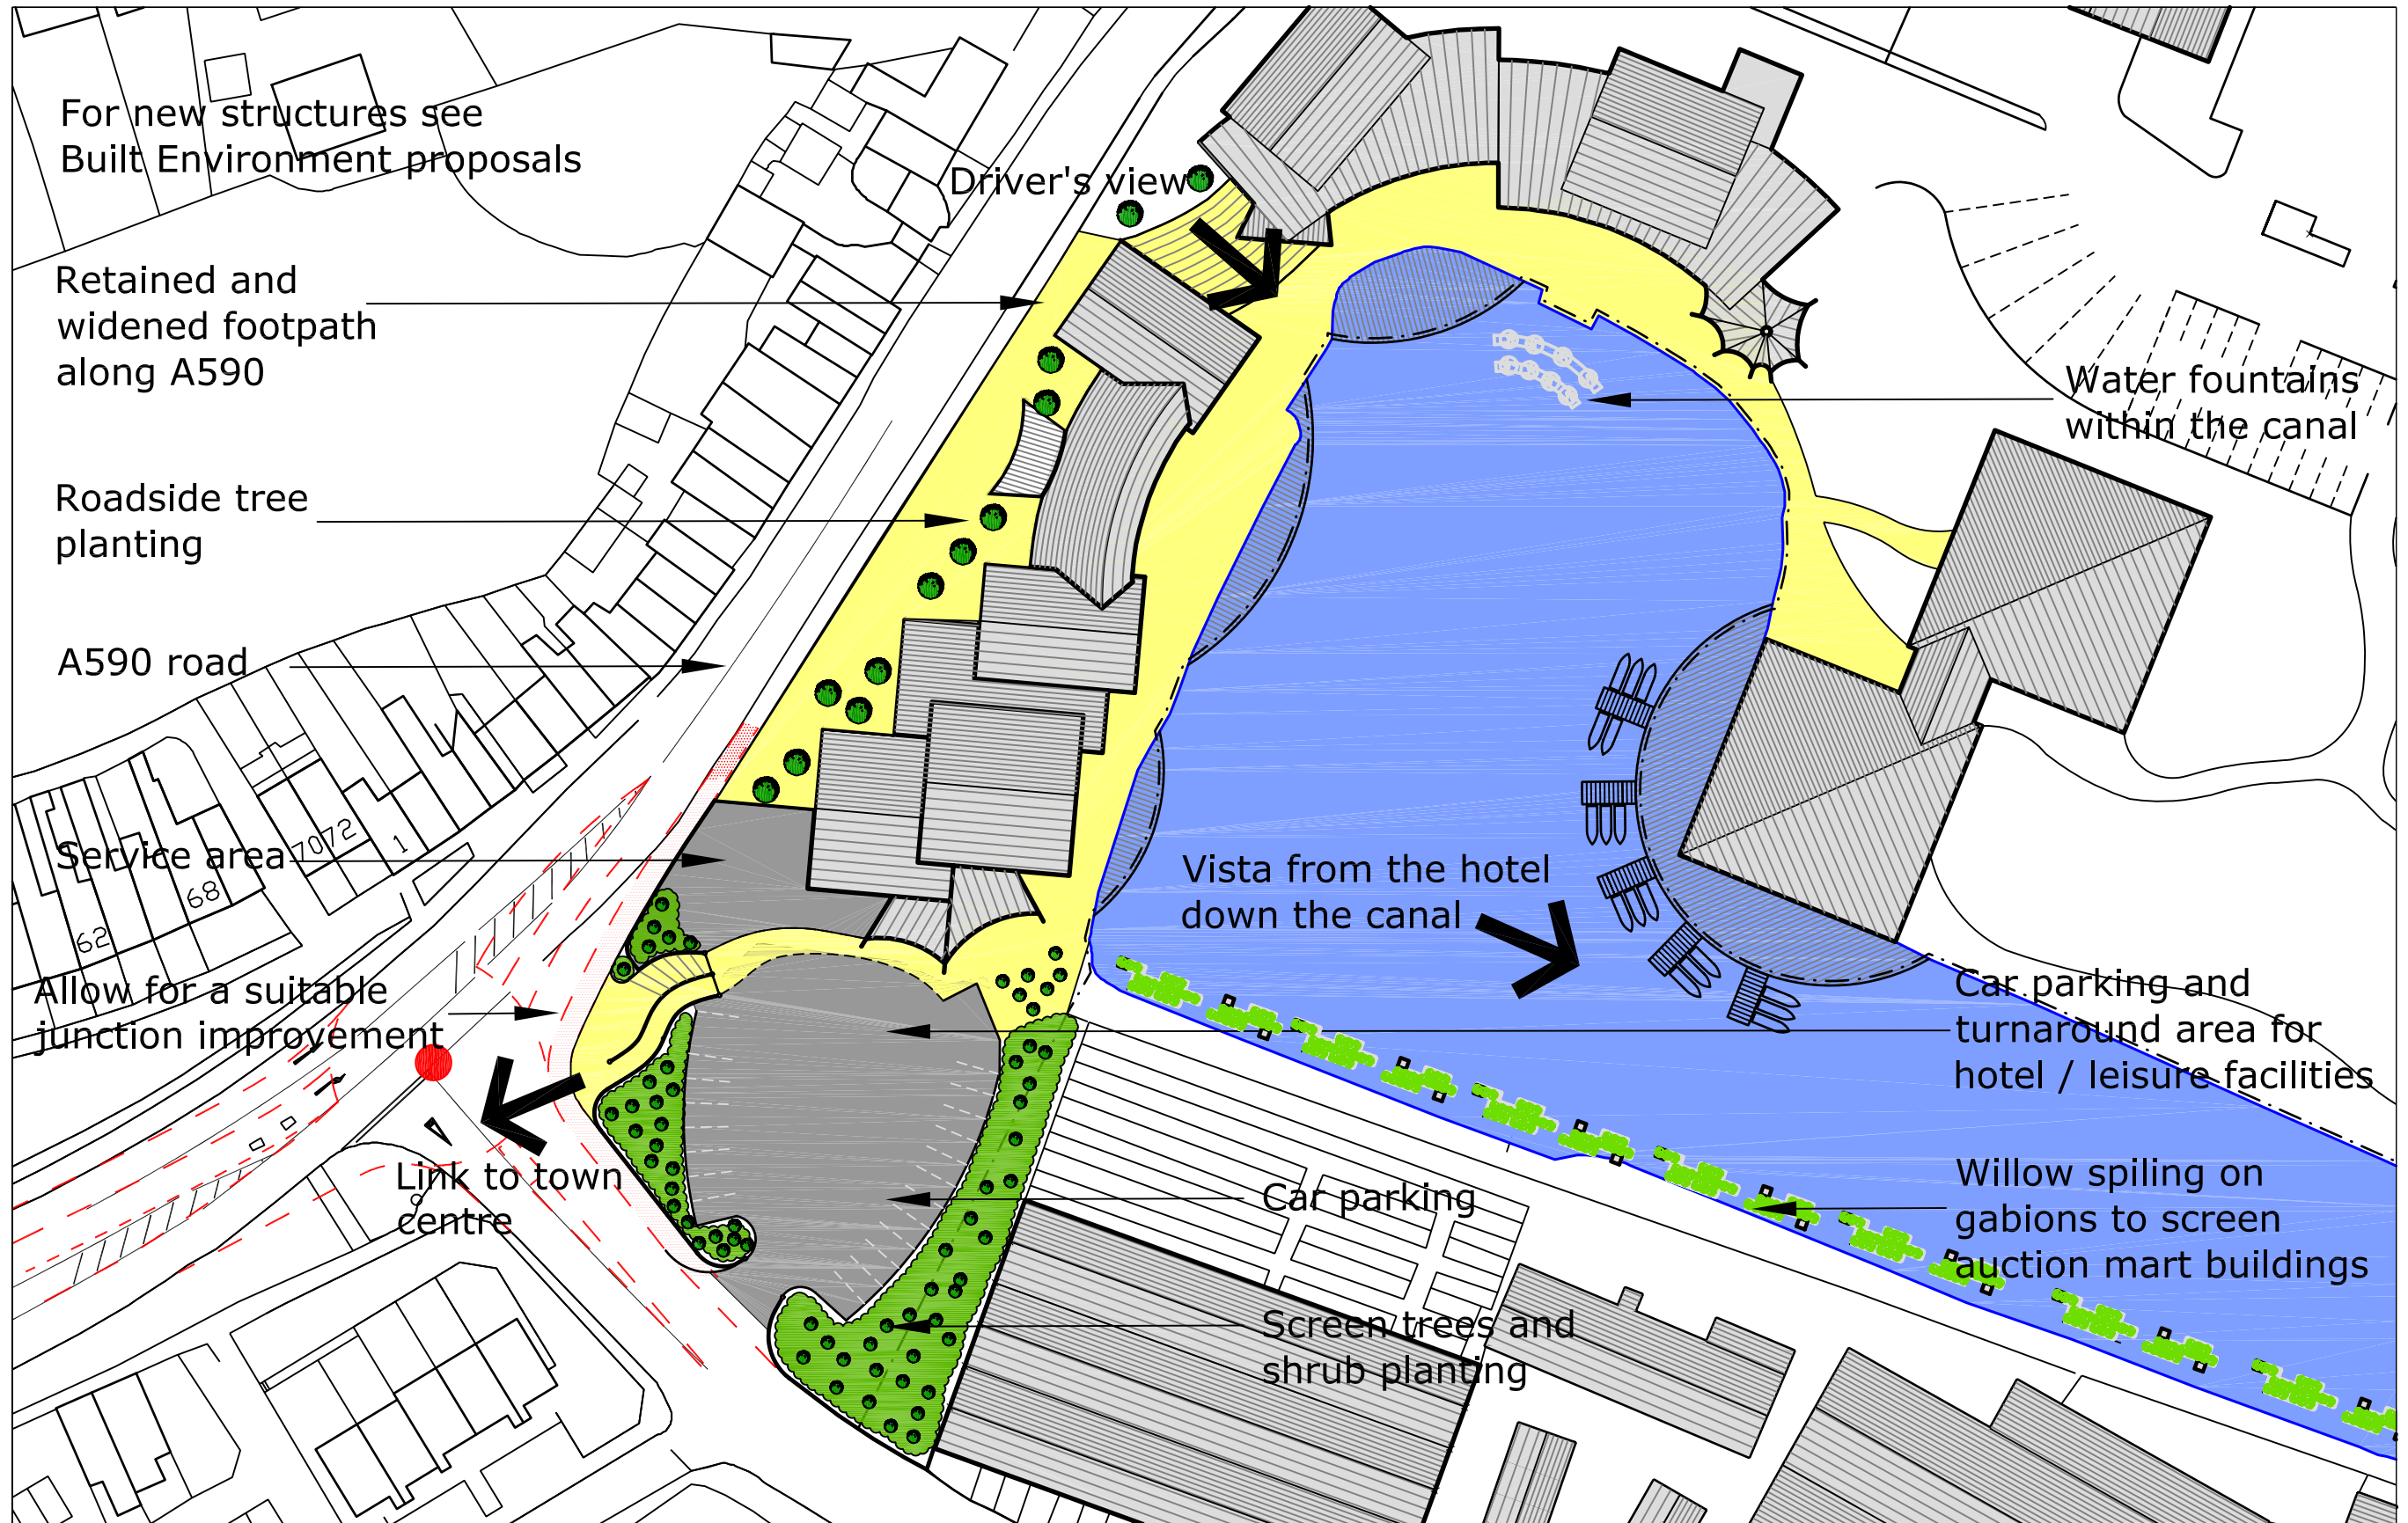 For new structures see
Built Environment proposals
Driver's view
Retained and
widened footpath
along A590
Water fountains
within the canal
Roadside tree
planting
A590 road
Service area
7072
1
68
62
Vista from the hotel
down the canal
Allow for a suitable
junction improvement
Car parking and
turnaround area for
hotel / leisure facilities
Link to town
centre
Car parking
Willow spiling on
gabions to screen
auction mart buildings
Screen trees and
shrub planting